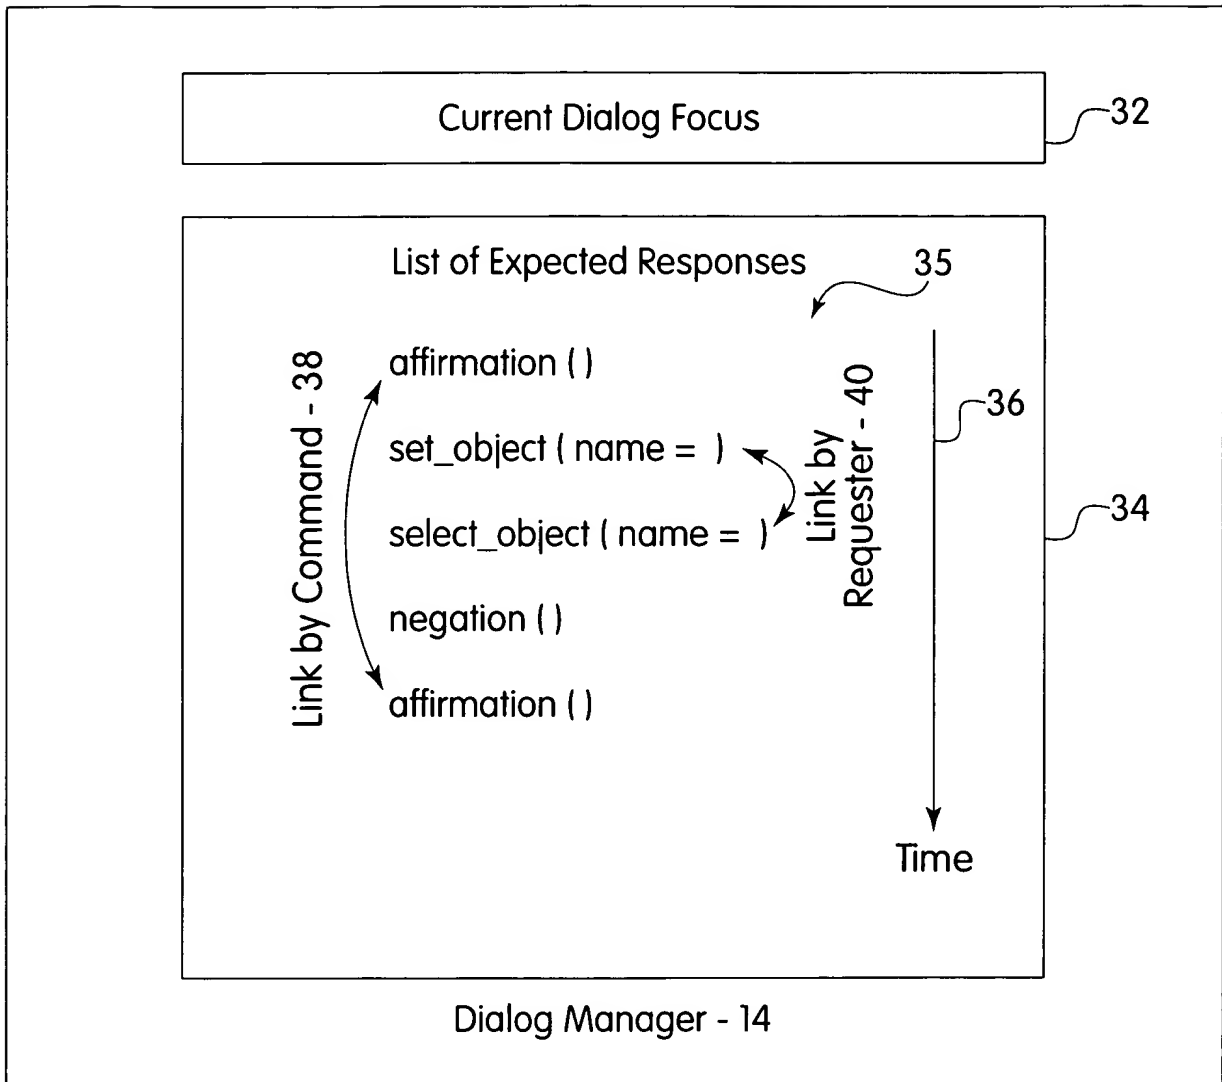 Current Dialog Focus
32
List of Expected Responses
35
affirmation ( )
set_object ( name = )
select_object ( name = )
negation ( )
affirmation ( )
Link by Command - 38
Link by
Requester - 40
36
34
Time
Dialog Manager - 14